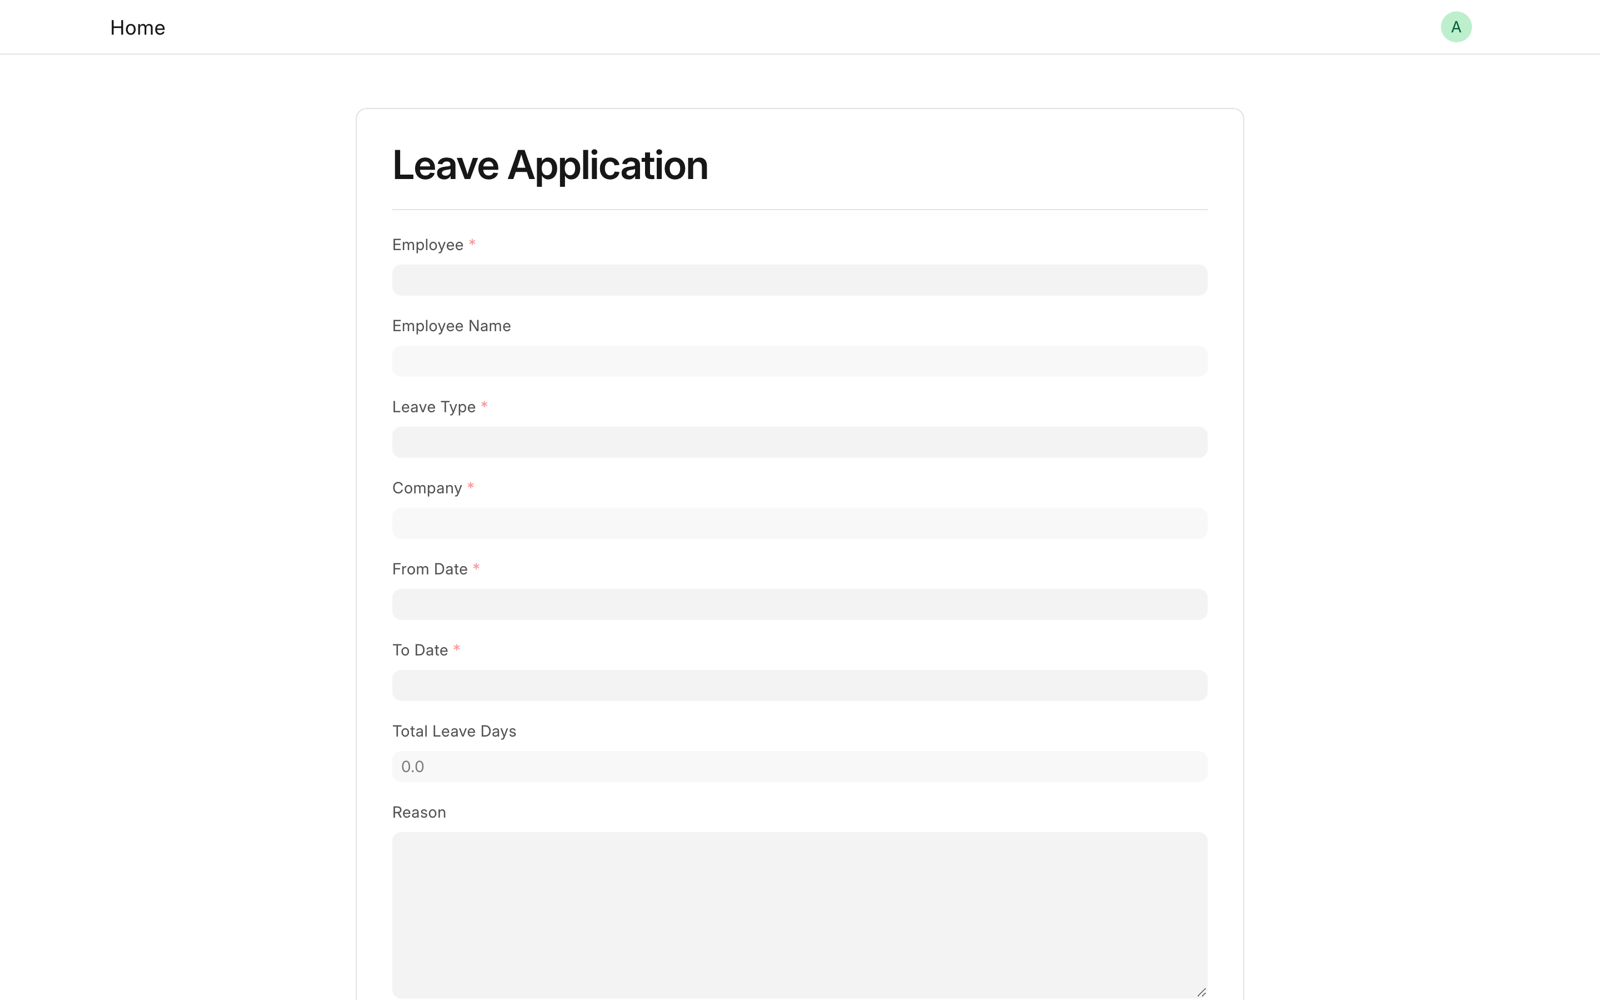 Home
A
Leave Application
Employee *
Employee Name
Leave Type *
Company *
From Date *
To Date *
Total Leave Days
0.0
Reason